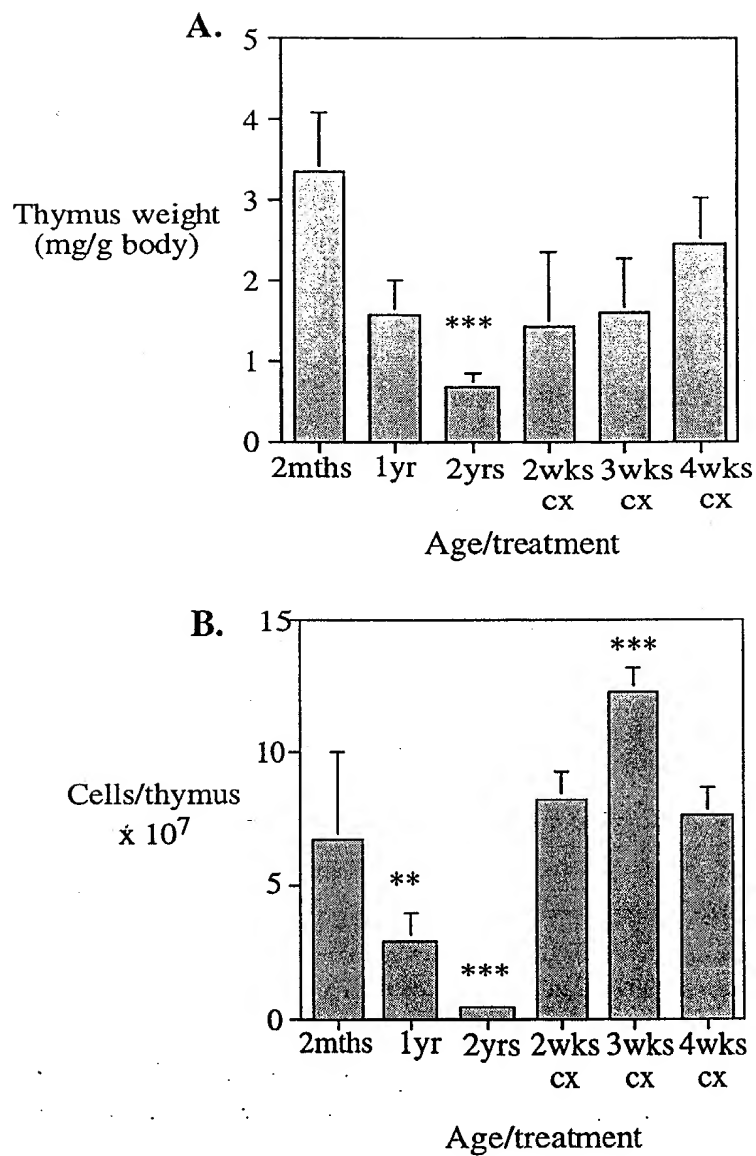 A.
5
4
3
2
1
0
Thymus weight
(mg/g body)
***
2mths 1yr 2yrs 2wks 3wks 4wks
cx cx cx
Age/treatment
B.
15
10
5
0
Cells/thymus
x 10⁷
**
***
***
2mths 1yr 2yrs 2wks 3wks 4wks
cx cx cx
Age/treatment